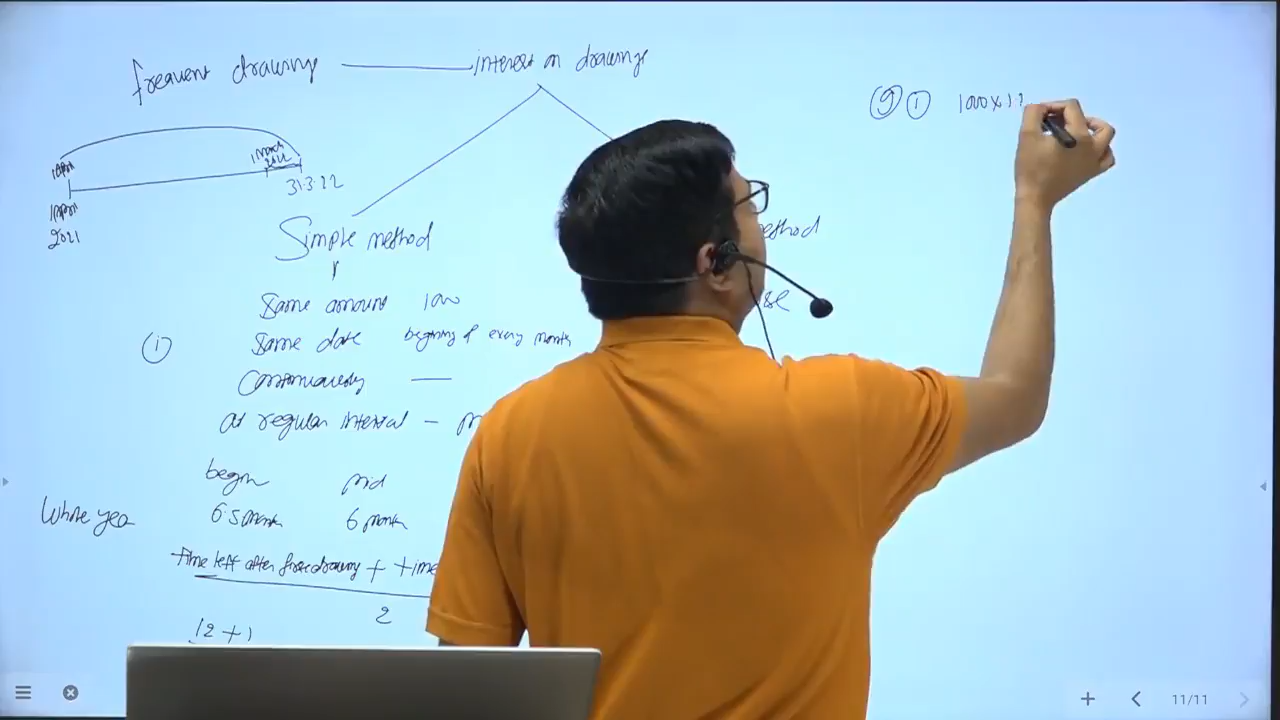 frequent drawing — interest on drawings
9 1 1000x12
1 April
1 March
2022
31.3.22
1 April
2021
Simple method
method
Same amount 1000
se
1 Same date beginning of every month
Continuously —
at regular interval –
begin mid
Whole year 6.5 month 6 month
time left after first drawing + time
2
12 + 1
11/11